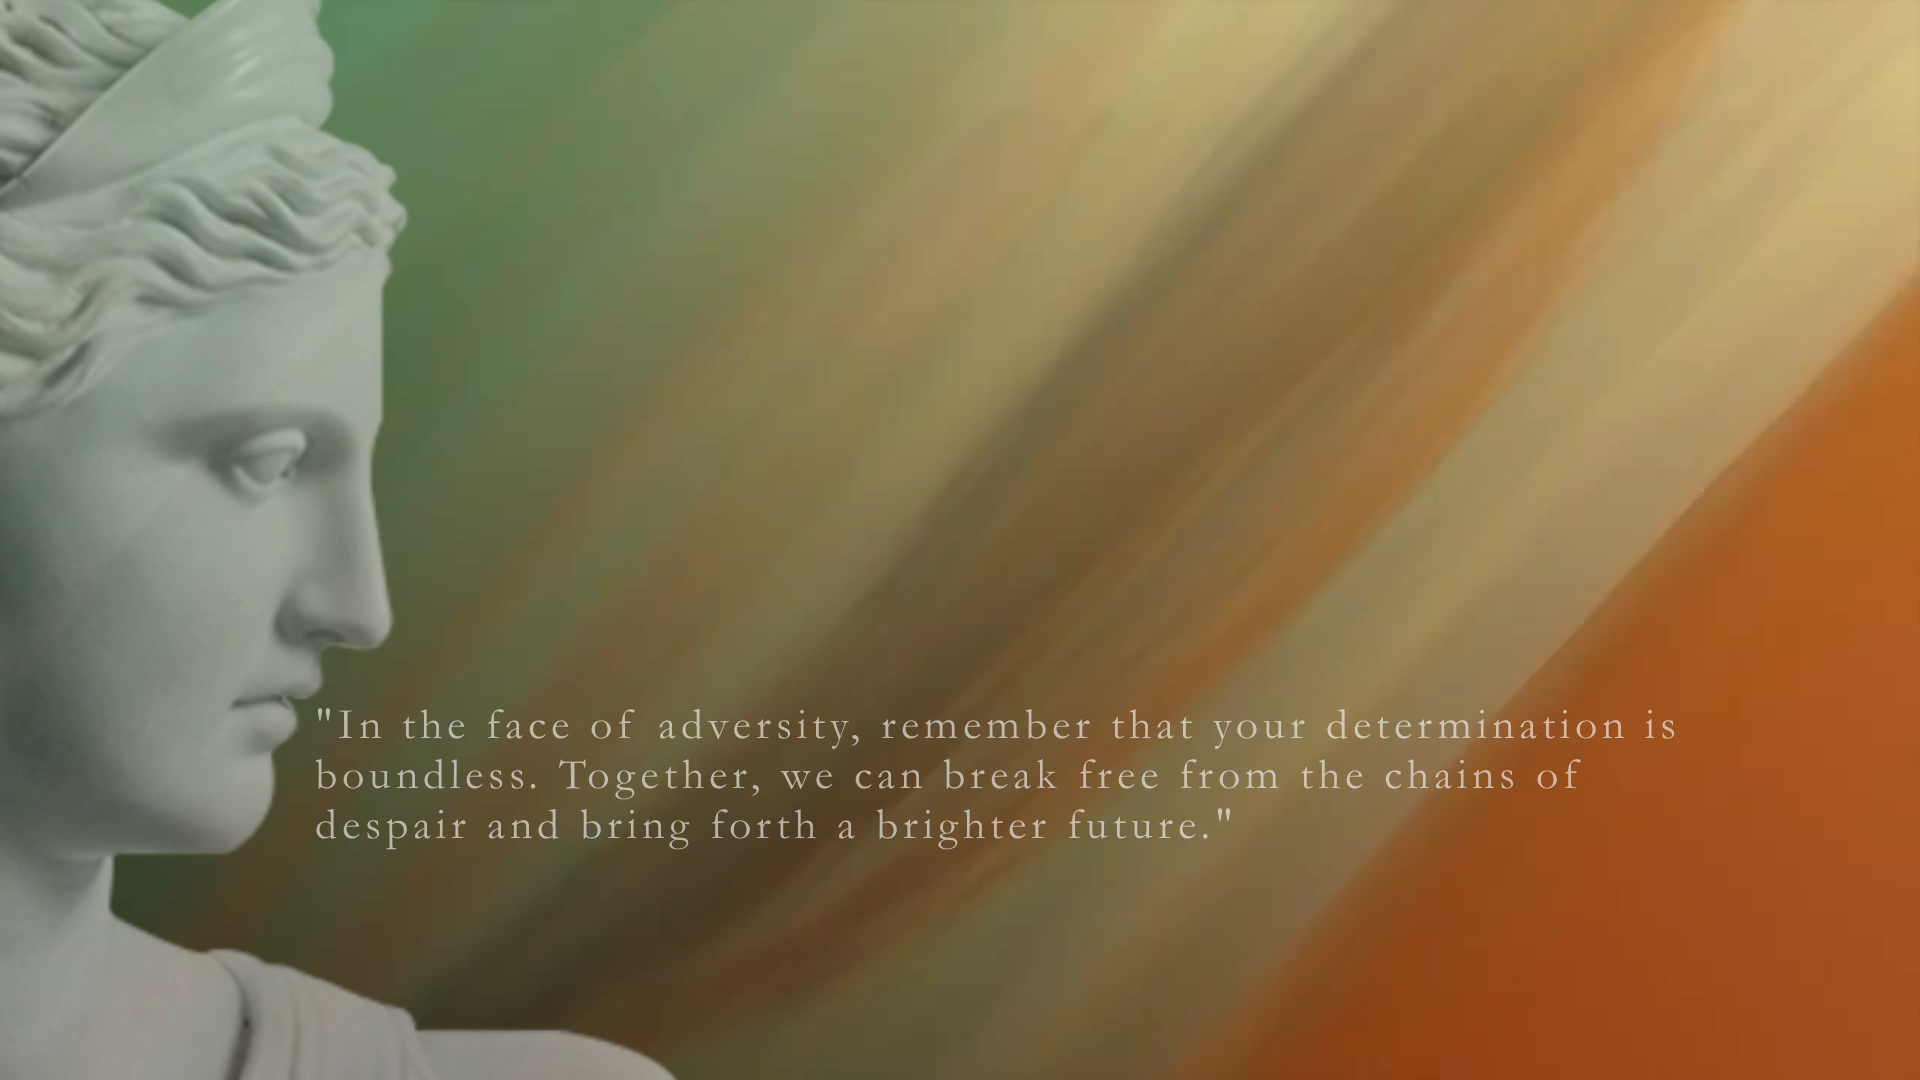 "In the face of adversity, remember that your determination is
boundless. Together, we can break free from the chains of
despair and bring forth a brighter future."